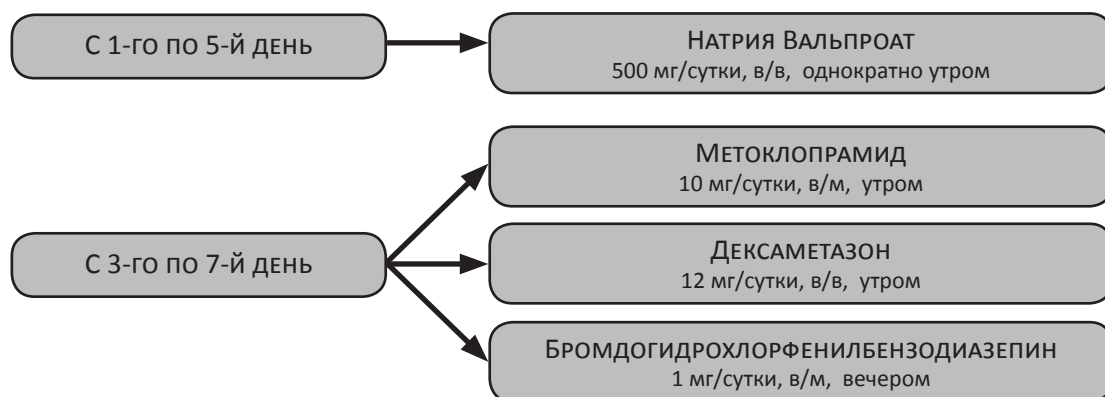 С 1-го по 5-й день
Натрия Вальпроат
500 мг/сутки, в/в, однократно утром
Метоклопрамид
10 мг/сутки, в/м, утром
С 3-го по 7-й день
Дексаметазон
12 мг/сутки, в/в, утром
Бромдогидрохлорфенилбензодиазепин
1 мг/сутки, в/м, вечером